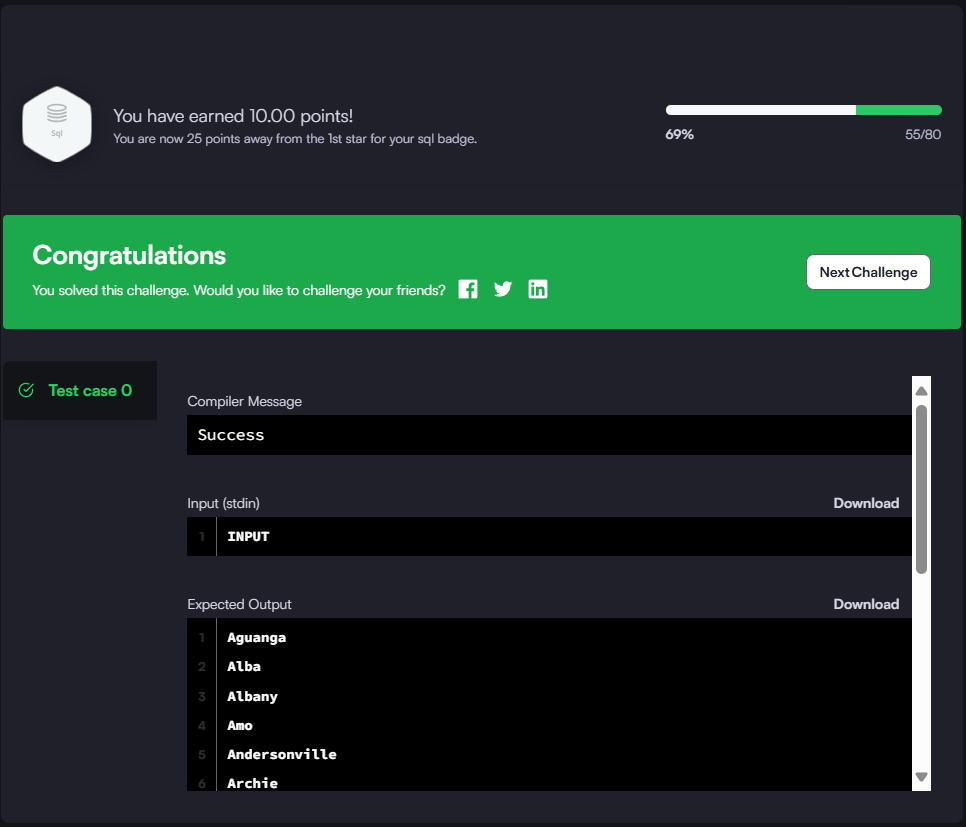 Sql
You have earned 10.00 points!
You are now 25 points away from the 1st star for your sql badge.
69%
55/80
Congratulations
You solved this challenge. Would you like to challenge your friends?
Next Challenge
Test case 0
Compiler Message
Success
Input (stdin)
Download
1 INPUT
Expected Output
Download
1 Aguanga
2 Alba
3 Albany
4 Amo
5 Andersonville
6 Archie